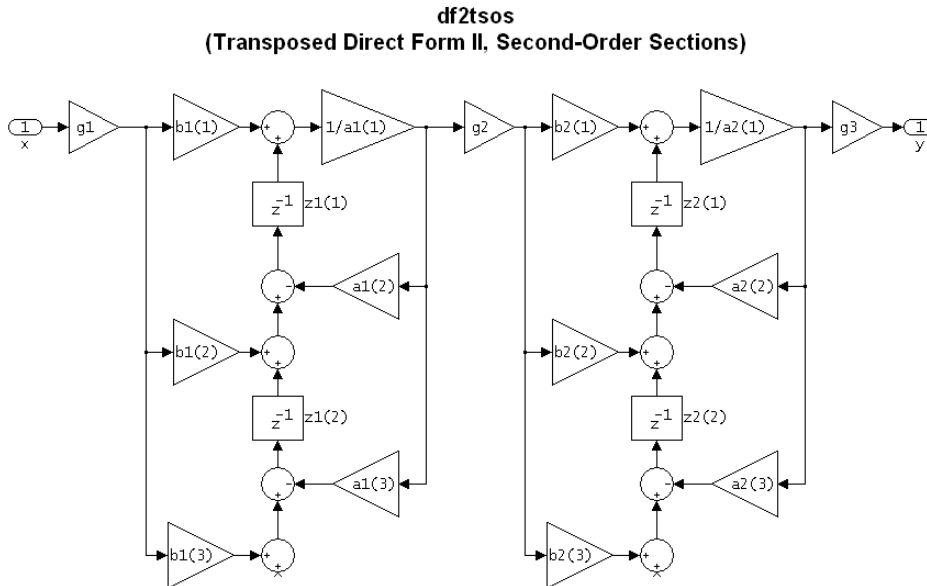 df2tsos
(Transposed Direct Form II, Second-Order Sections)
1 g1 b1(1) + + 1/a1(1) g2 b2(1) + + 1/a2(1) g3 1
x y
z-1 z1(1) z-1 z2(1)
- + a1(2) - + a2(2)
b1(2) + + b2(2) + +
z-1 z1(2) z-1 z2(2)
- + a1(3) - + a2(3)
b1(3) + + b2(3) + +